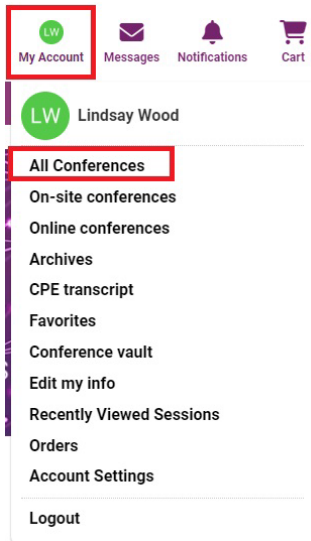 LW
My Account Messages Notifications Cart
LW Lindsay Wood
All Conferences
On-site conferences
Online conferences
Archives
CPE transcript
Favorites
Conference vault
Edit my info
Recently Viewed Sessions
Orders
Account Settings
Logout